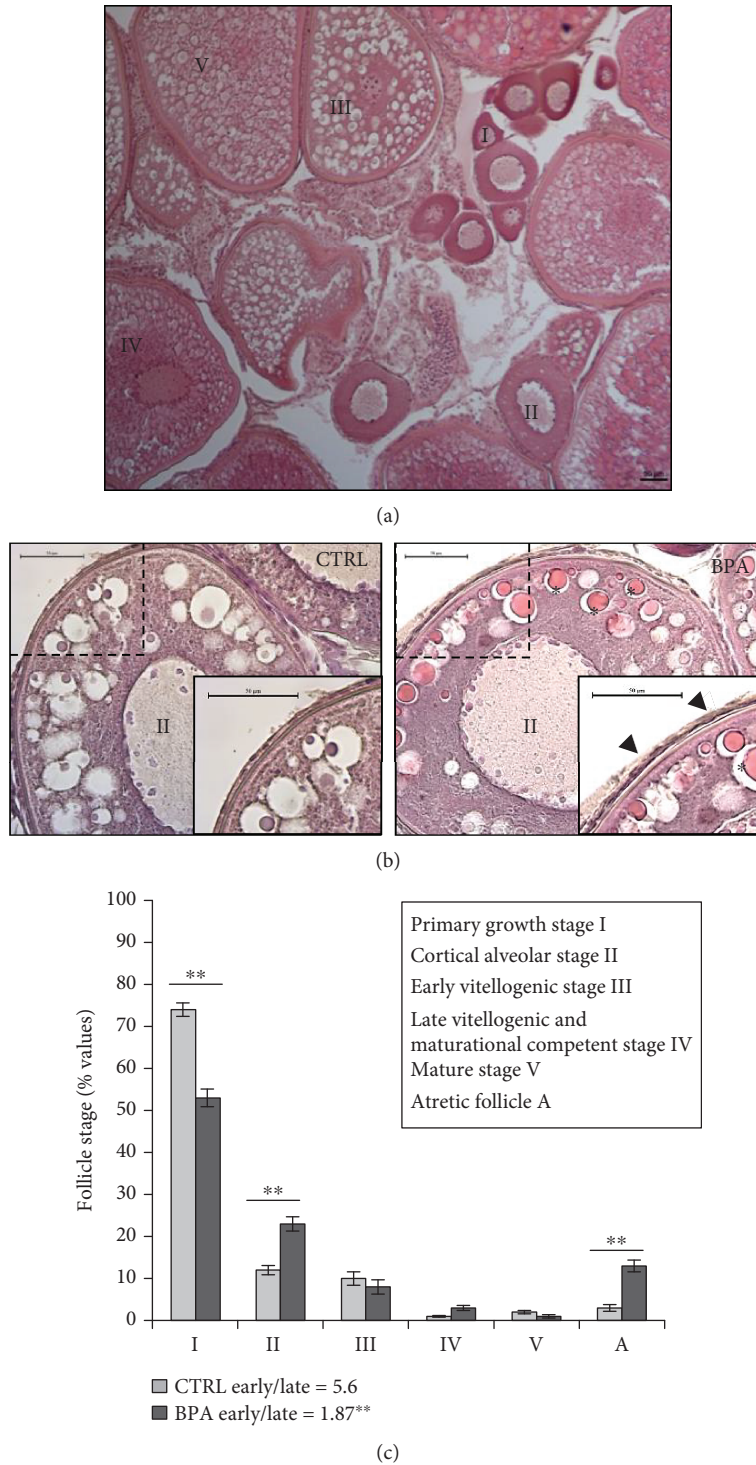 V
III
I
IV
II
50 µm
(a)
50 µm
CTRL
II
50 µm
50 µm
BPA
*
*
*
II
50 µm
*
(b)
Follicle stage (% values)
100
90
80
70
60
50
40
30
20
10
0
**
**
**
I
II
III
IV
V
A
Primary growth stage I
Cortical alveolar stage II
Early vitellogenic stage III
Late vitellogenic and
maturational competent stage IV
Mature stage V
Atretic follicle A
CTRL early/late = 5.6
BPA early/late = 1.87**
(c)